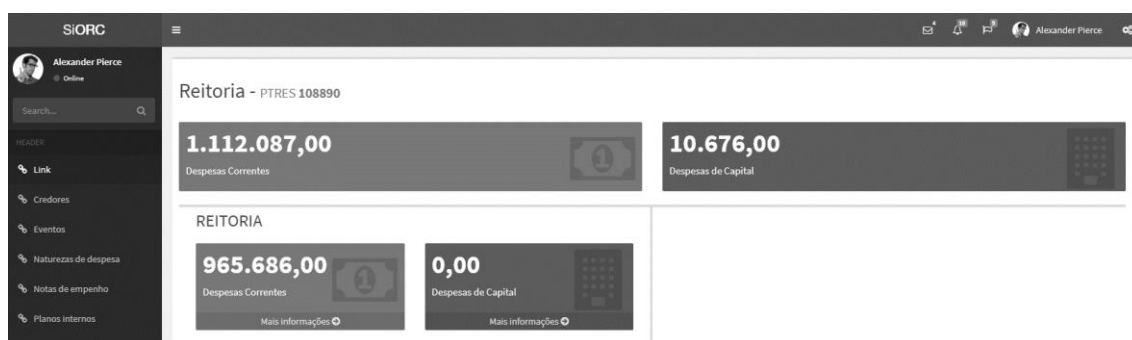 SiORC
Alexander Pierce
Alexander Pierce
Online
Search...
HEADER
Link
Credores
Eventos
Naturezas de despesa
Notas de empenho
Planos internos
Reitoria - PTRES 108890
1.112.087,00
Despesas Correntes
10.676,00
Despesas de Capital
REITORIA
965.686,00
Despesas Correntes
Mais informações
0,00
Despesas de Capital
Mais informações